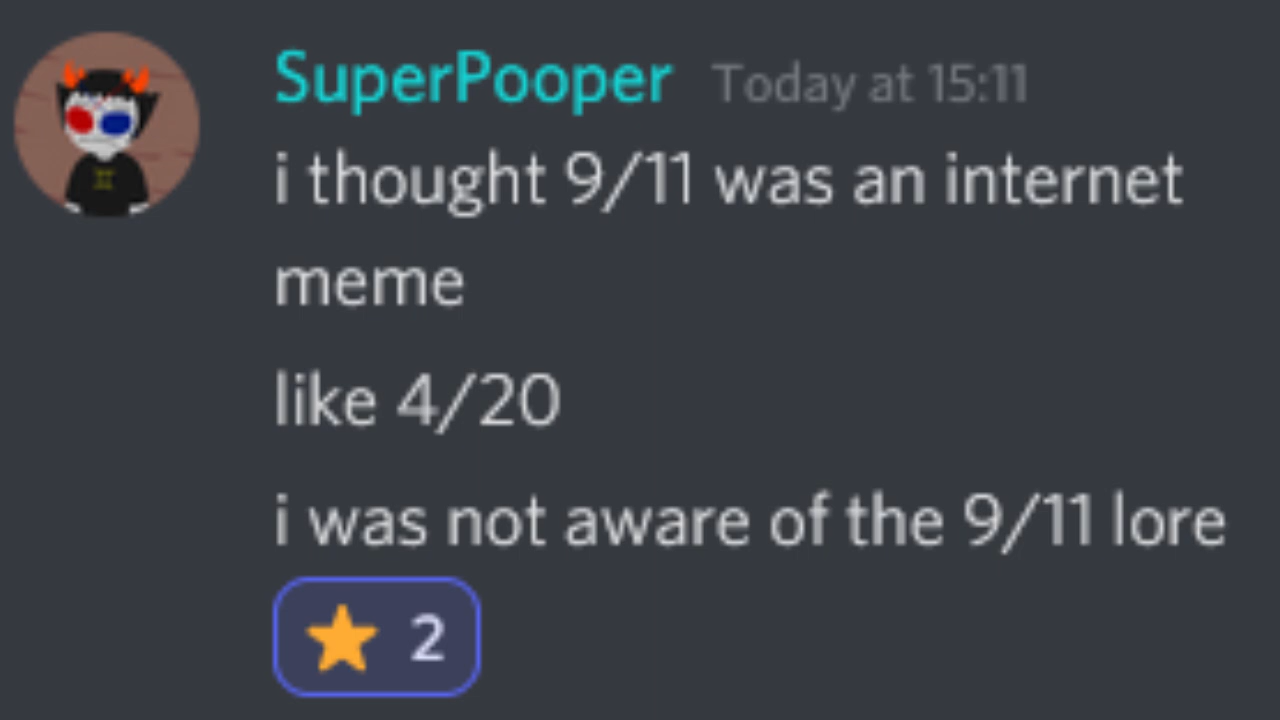 SuperPooper Today at 15:11
i thought 9/11 was an internet
meme
like 4/20
i was not aware of the 9/11 lore
2